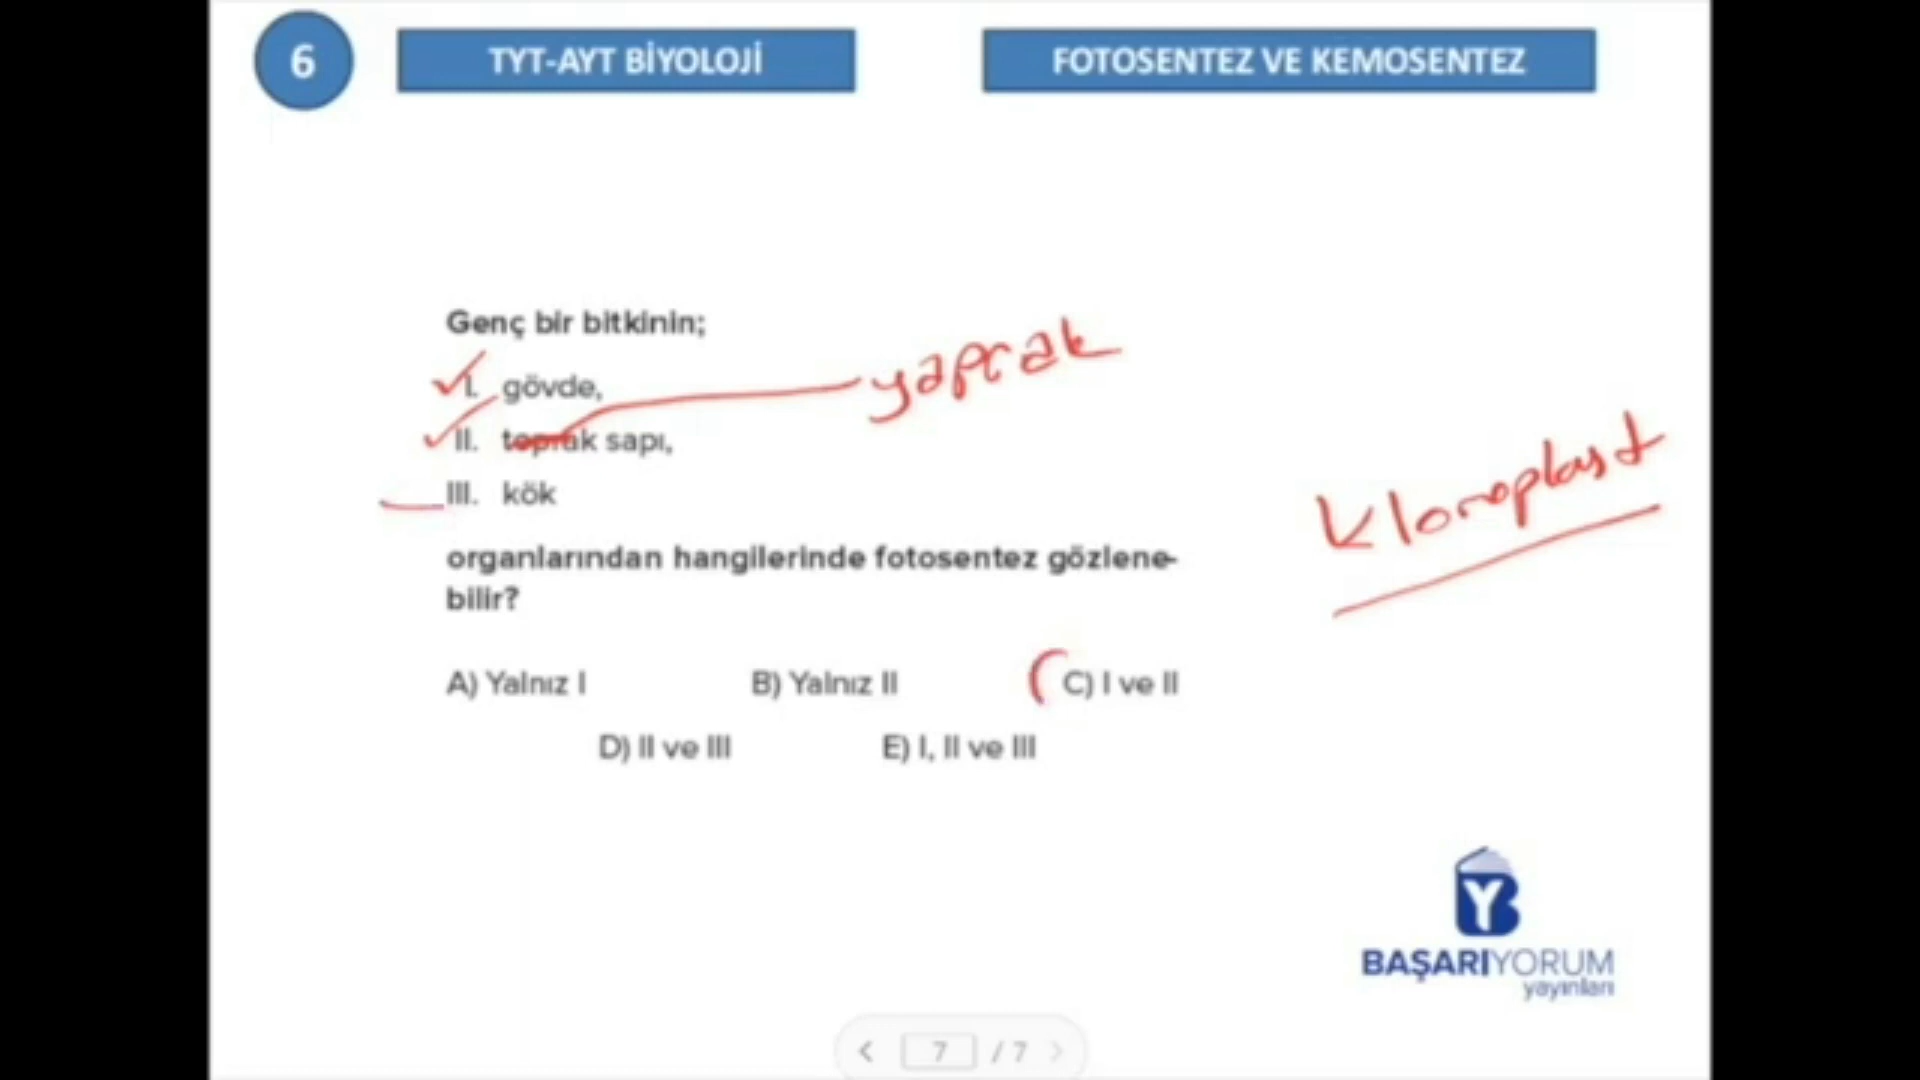 6
TYT-AYT BİYOLOJİ
FOTOSENTEZ VE KEMOSENTEZ
Genç bir bitkinin;
I. gövde,
yaprak
II. toprak sapı,
III. kök
kloroplast
organlarından hangilerinde fotosentez gözlene-
bilir?
A) Yalnız I B) Yalnız II C) I ve II
D) II ve III E) I, II ve III
BAŞARIYORUM
yayınları
7 / 7